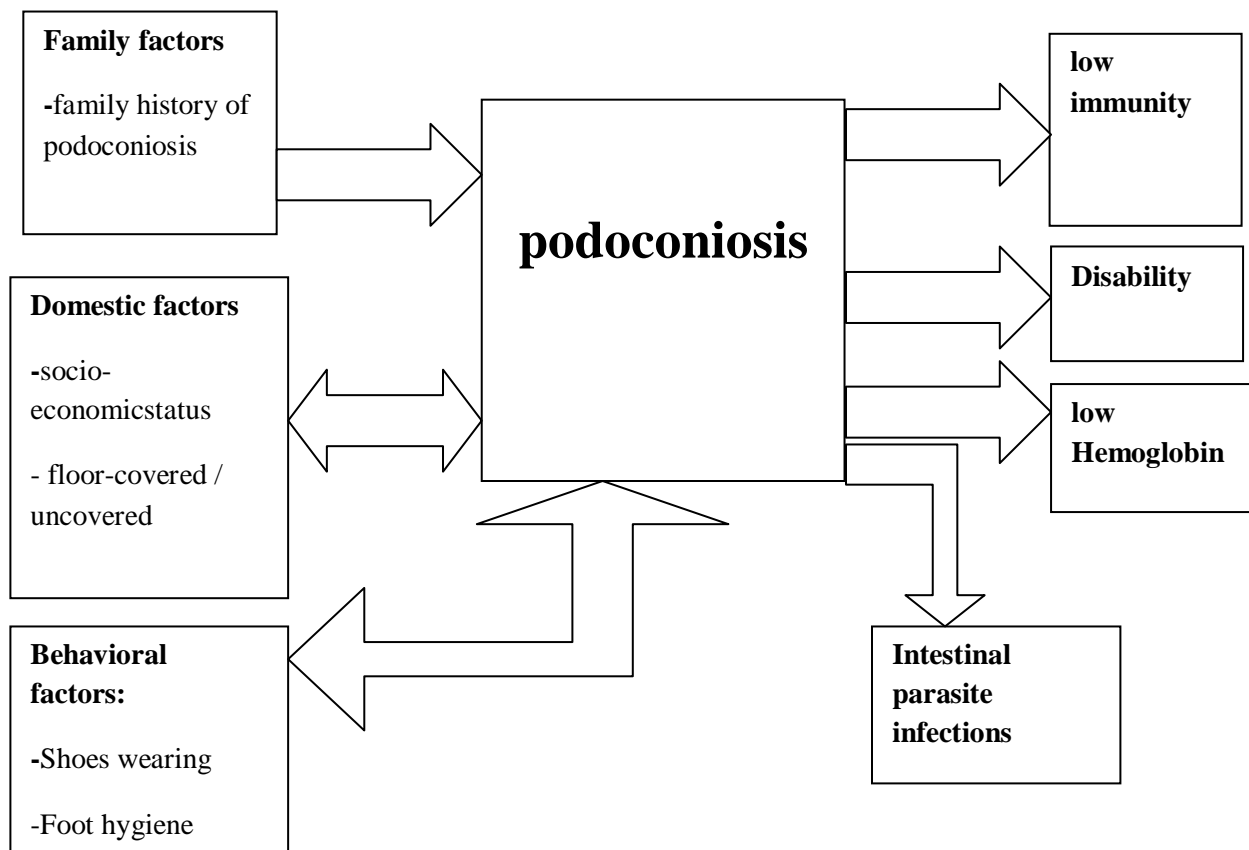 Family factors
-family history of
podoconiosis
Domestic factors
-socio-
economicstatus
- floor-covered /
uncovered
Behavioral
factors:
-Shoes wearing
-Foot hygiene
podoconiosis
low
immunity
Disability
low
Hemoglobin
Intestinal
parasite
infections